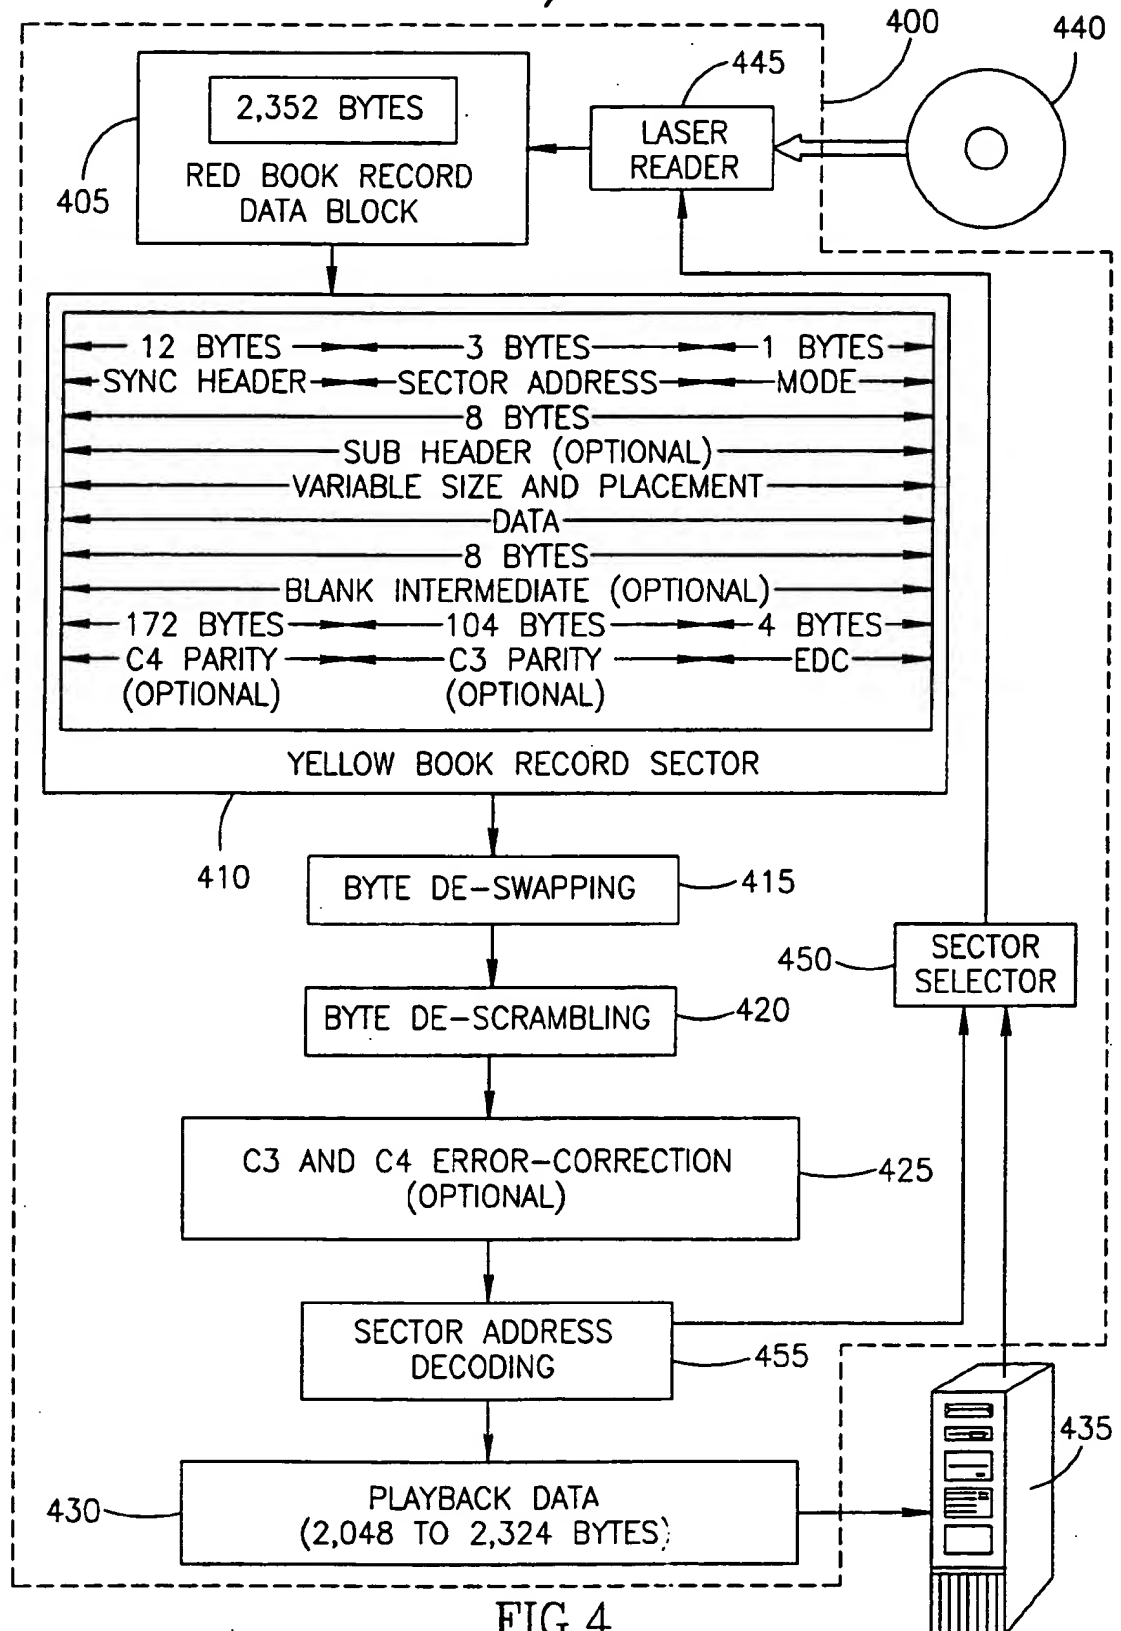 400
440
445
2,352 BYTES
RED BOOK RECORD
DATA BLOCK
405
LASER
READER
12 BYTES 3 BYTES 1 BYTES
SYNC HEADER SECTOR ADDRESS MODE
8 BYTES
SUB HEADER (OPTIONAL)
VARIABLE SIZE AND PLACEMENT
DATA
8 BYTES
BLANK INTERMEDIATE (OPTIONAL)
172 BYTES 104 BYTES 4 BYTES
C4 PARITY C3 PARITY EDC
(OPTIONAL) (OPTIONAL)
YELLOW BOOK RECORD SECTOR
410
BYTE DE-SWAPPING
415
450
SECTOR
SELECTOR
BYTE DE-SCRAMBLING
420
C3 AND C4 ERROR-CORRECTION
(OPTIONAL)
425
SECTOR ADDRESS
DECODING
455
435
430
PLAYBACK DATA
(2,048 TO 2,324 BYTES)
FIG.4